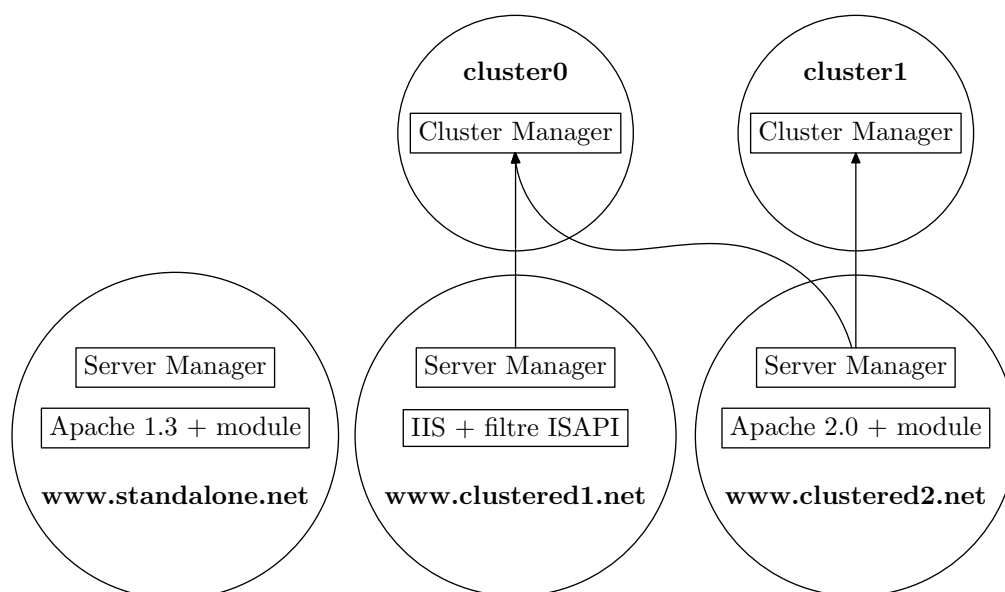 cluster0
cluster1
Cluster Manager
Cluster Manager
Server Manager
Server Manager
Server Manager
Apache 1.3 + module
IIS + filtre ISAPI
Apache 2.0 + module
www.standalone.net
www.clustered1.net
www.clustered2.net